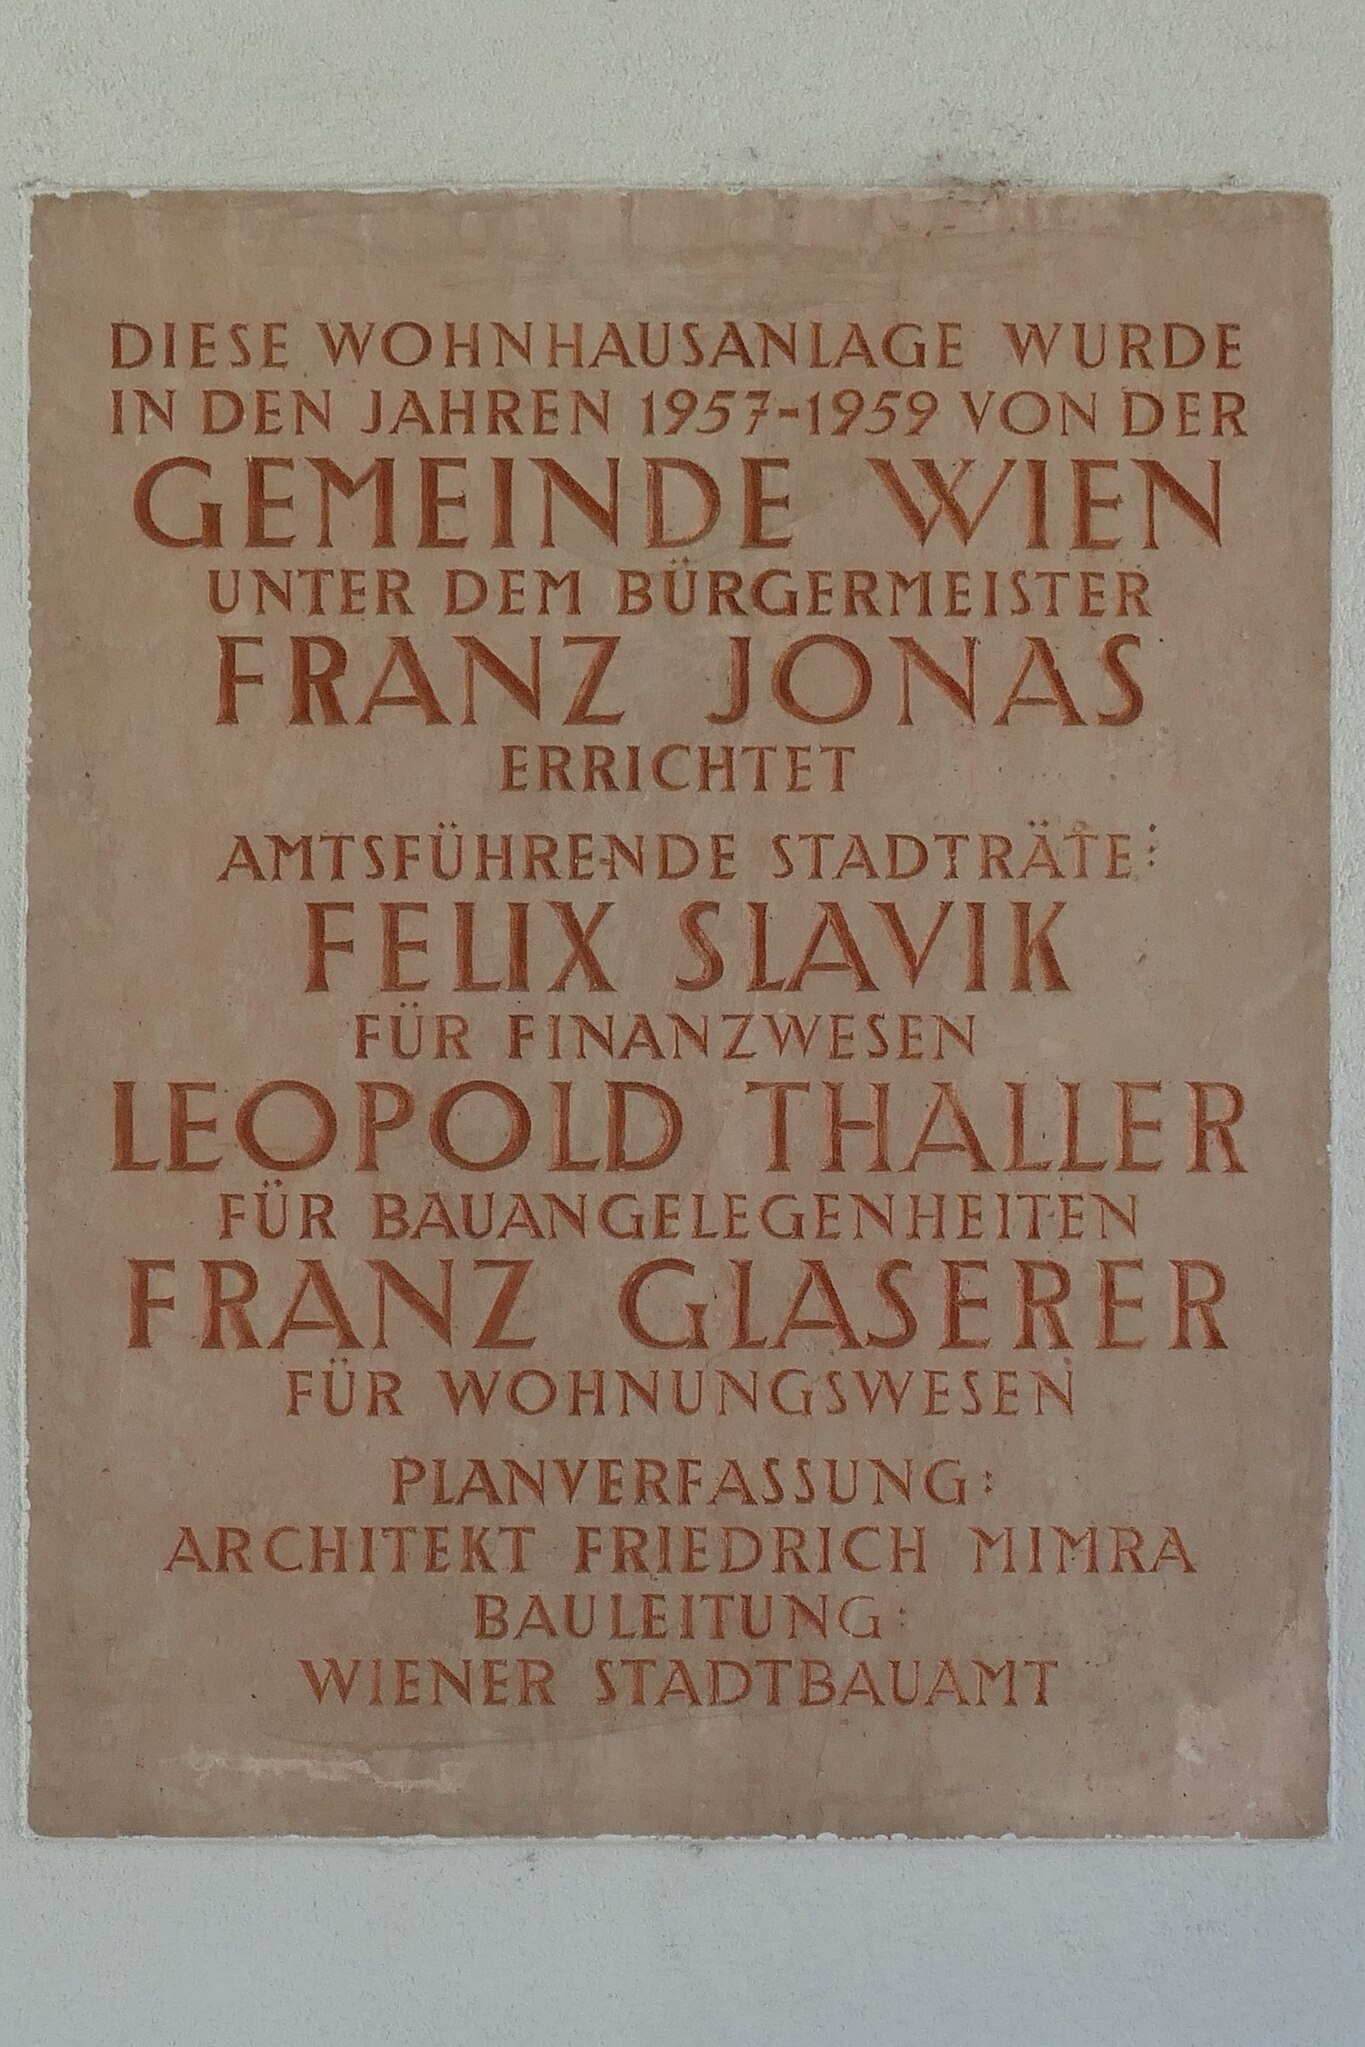 DIESE WOHNHAUSANLAGE WURDE
IN DEN JAHREN 1957-1959 VON DER
GEMEINDE WIEN
UNTER DEM BÜRGERMEISTER
FRANZ JONAS
ERRICHTET
AMTSFÜHRENDE STADTRÄTE:
FELIX SLAVIK
FÜR FINANZWESEN
LEOPOLD THALLER
FÜR BAUANGELEGENHEITEN
FRANZ GLASERER
FÜR WOHNUNGSWESEN
PLANVERFASSUNG:
ARCHITEKT FRIEDRICH MIMRA
BAULEITUNG:
WIENER STADTBAUAMT